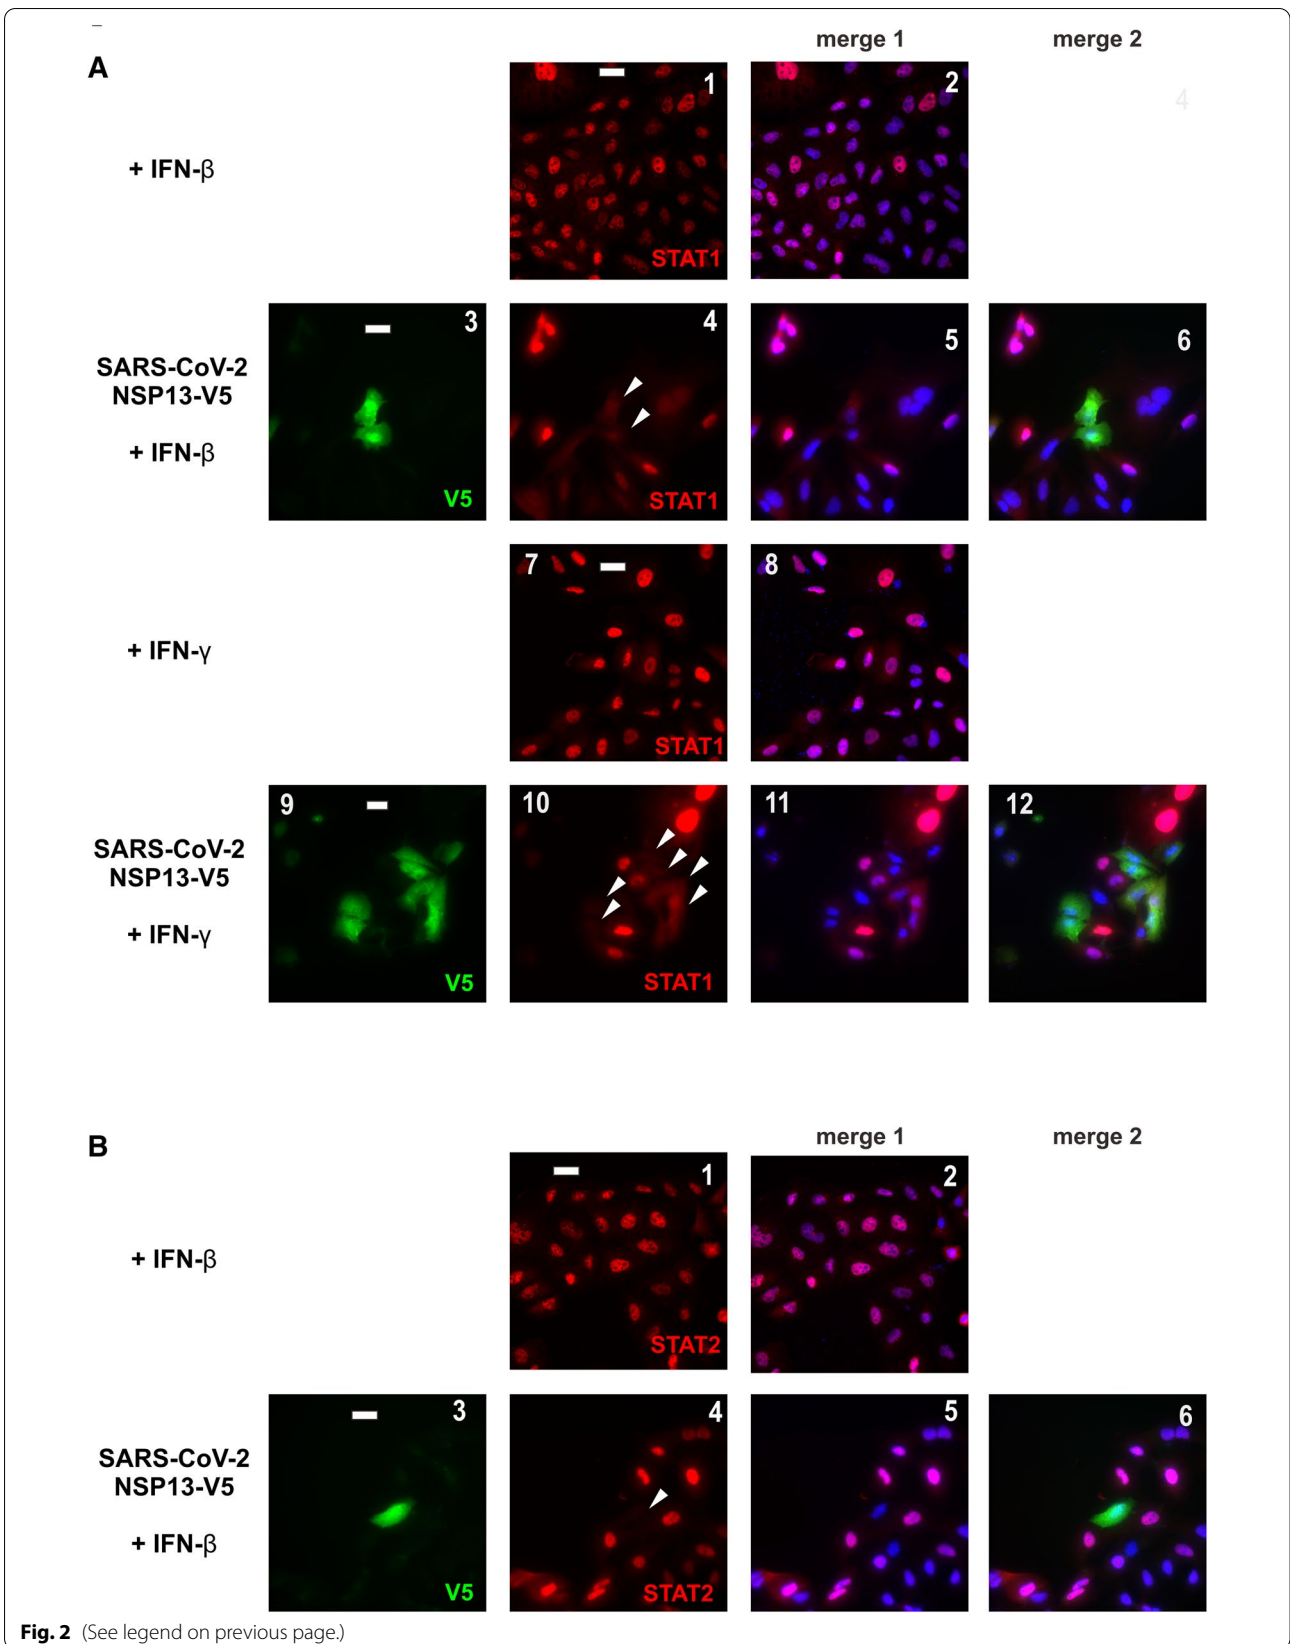 merge 1 merge 2
A
1 2 4
+ IFN-β
STAT1
3 4 5 6
SARS-CoV-2
NSP13-V5
+ IFN-β
V5 STAT1
7 8
+ IFN-γ
STAT1
9 10 11 12
SARS-CoV-2
NSP13-V5
+ IFN-γ
V5 STAT1
merge 1 merge 2
B
1 2
+ IFN-β
STAT2
3 4 5 6
SARS-CoV-2
NSP13-V5
+ IFN-β
V5 STAT2
Fig. 2 (See legend on previous page.)